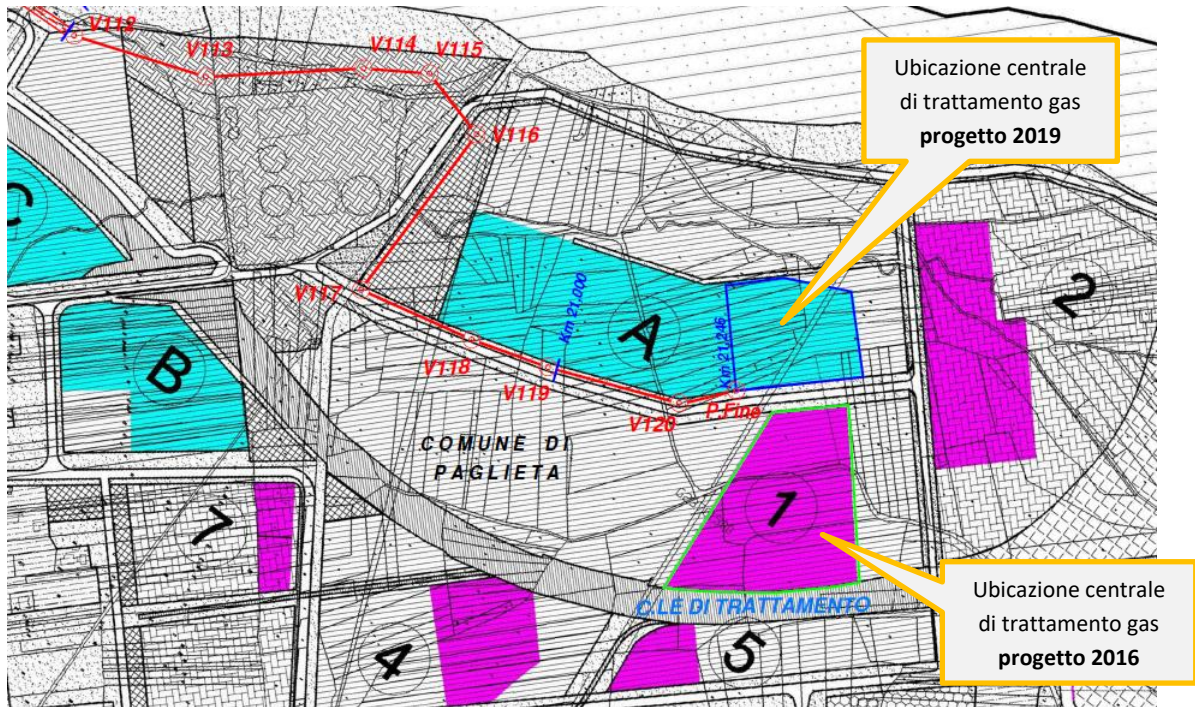 V112
V113
V114
V115
Ubicazione centrale
di trattamento gas
progetto 2019
V116
C
V117
Km 21,000
A
Km 21,246
2
B
V118
V119
V120
P.Fine
COMUNE DI
PAGLIETA
1
7
C.LE DI TRATTAMENTO
Ubicazione centrale
di trattamento gas
progetto 2016
4
5